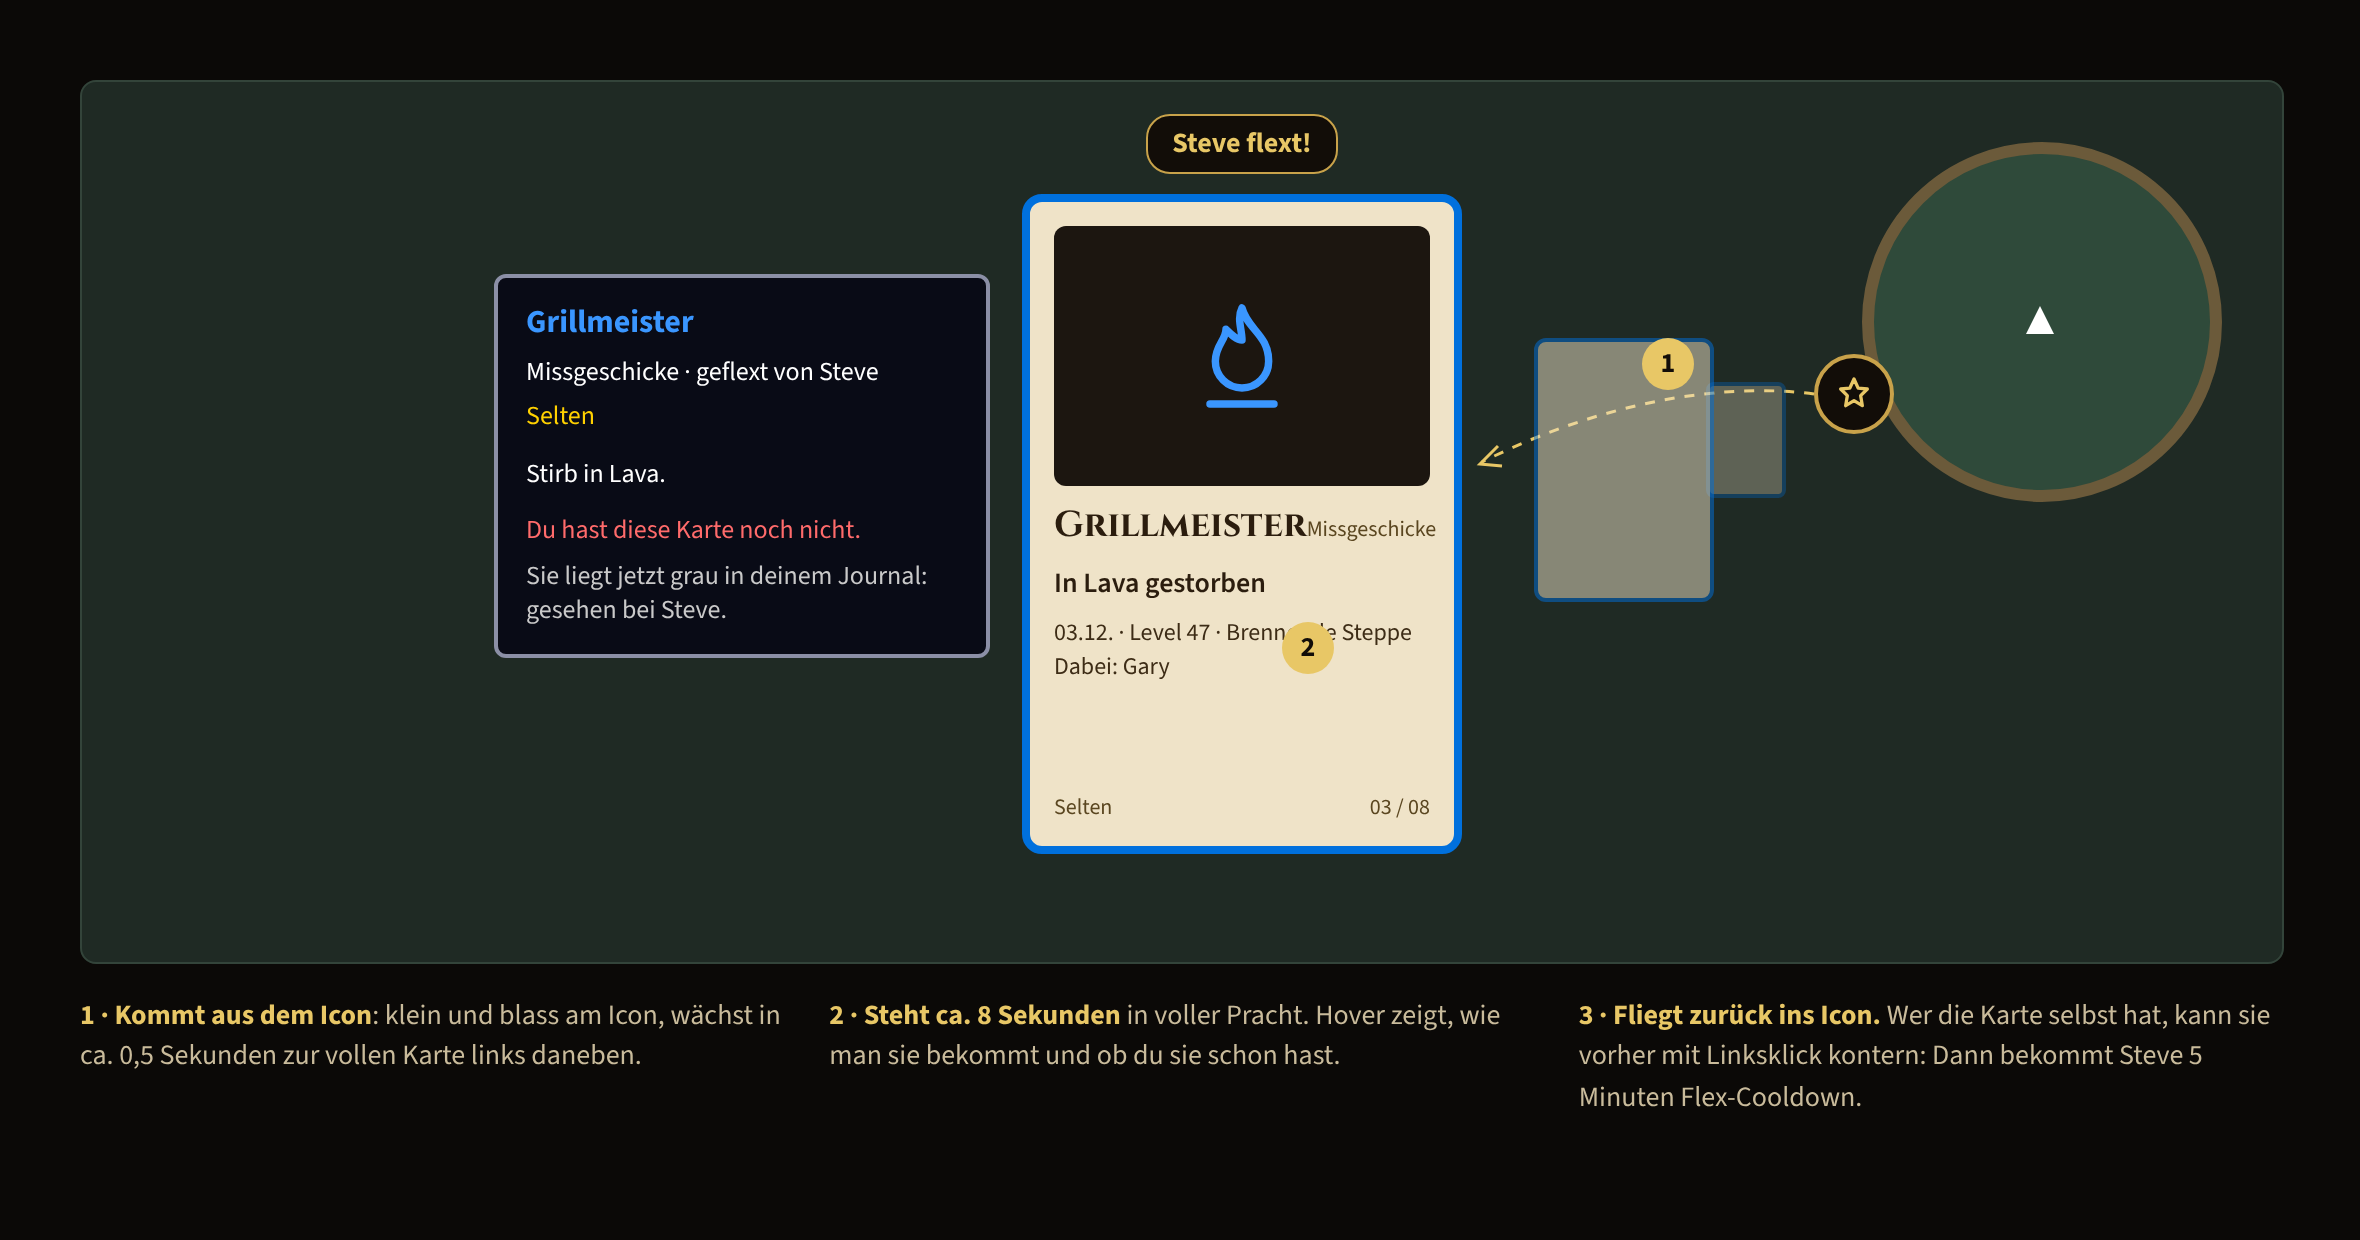 Steve flext!
Grillmeister
Missgeschicke · geflext von Steve
Selten
Stirb in Lava.
Du hast diese Karte noch nicht.
Sie liegt jetzt grau in deinem Journal:
gesehen bei Steve.
Grillmeister Missgeschicke
In Lava gestorben
03.12. · Level 47 · Steppe
Dabei: Gary
2
Selten 03 / 08
1
1 · Kommt aus dem Icon: klein und blass am Icon, wächst in
ca. 0,5 Sekunden zur vollen Karte links daneben.
2 · Steht ca. 8 Sekunden in voller Pracht. Hover zeigt, wie
man sie bekommt und ob du sie schon hast.
3 · Fliegt zurück ins Icon. Wer die Karte selbst hat, kann sie
vorher mit Linksklick kontern: Dann bekommt Steve 5
Minuten Flex-Cooldown.